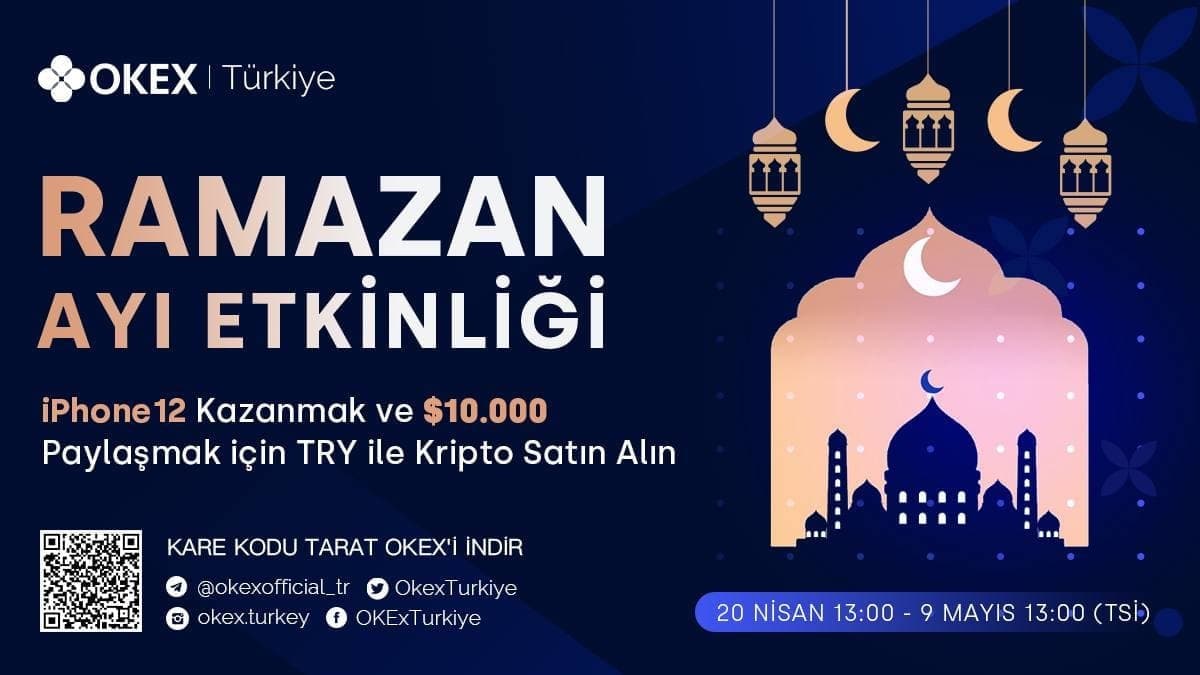 OKEX | Türkiye
RAMAZAN
AYI ETKİNLİĞİ
iPhone12 Kazanmak ve $10.000
Paylaşmak için TRY ile Kripto Satın Alın
KARE KODU TARAT OKEX'İ İNDİR
@okexofficial_tr OkexTurkiye
okex.turkey OKExTurkiye
20 NİSAN 13:00 - 9 MAYIS 13:00 (TSİ)